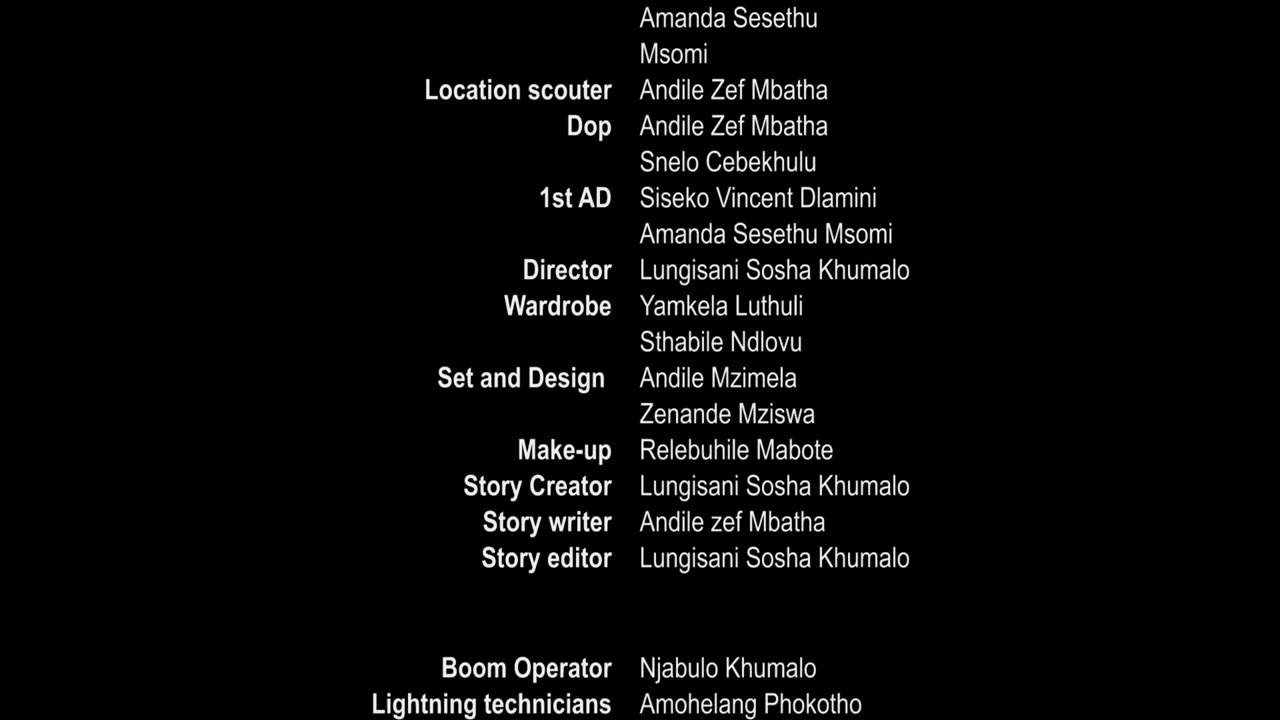 Amanda Sesethu
Msomi
Location scouter Andile Zef Mbatha
Dop Andile Zef Mbatha
Snelo Cebekhulu
1st AD Siseko Vincent Dlamini
Amanda Sesethu Msomi
Director Lungisani Sosha Khumalo
Wardrobe Yamkela Luthuli
Sthabile Ndlovu
Set and Design Andile Mzimela
Zenande Mziswa
Make-up Relebuhile Mabote
Story Creator Lungisani Sosha Khumalo
Story writer Andile zef Mbatha
Story editor Lungisani Sosha Khumalo
Boom Operator Njabulo Khumalo
Lightning technicians Amohelang Phokotho